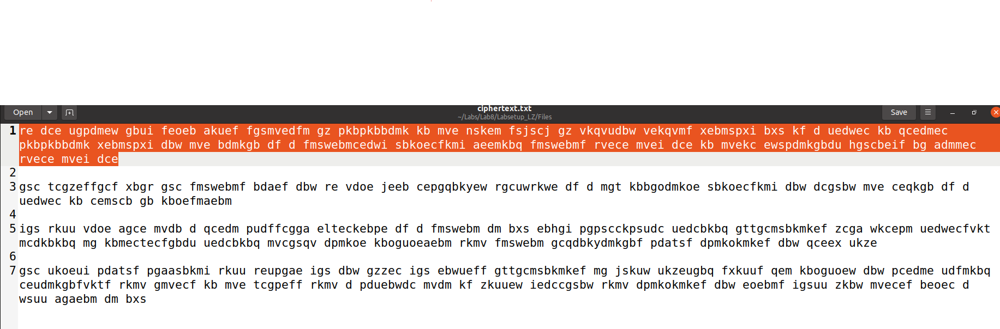 Open
ciphertext.txt
~/Labs/Lab8/Labsetup_LZ/Files
Save
1 re dce ugpdmew gbui feoeb akuef fgsmvedfm gz pkbpkbbdmk kb mve nskem fsjscj gz vkqvudbw vekqvmf xebmspxi bxs kf d uedwec kb qcedmec
pkbpkbbdmk xebmspxi dbw mve bdmkgb df d fmswebmcedwi sbkoecfkmi aeemkbq fmswebmf rvece mvei dce kb mvekc ewspdmkgbdu hgscbeif bg admmec
rvece mvei dce
2
3 gsc tcgzeffgcf xbgr gsc fmswebmf bdaef dbw re vdoe jeeb cepgqbkyew rgcuwrkwe df d mgt kbbgodmkoe sbkoecfkmi dbw dcgsbw mve ceqkgb df d
uedwec kb cemscb gb kboefmaebm
4
5 igs rkuu vdoe agce mvdb d qcedm pudffcgga elteckebpe df d fmswebm dm bxs ebhgi pgpscckpsudc uedcbkbq gttgcmsbkmkef zcga wkcepm uedwecfvkt
mcdkbkbq mg kbmectecfgbdu uedcbkbq mvcgsqv dpmkoe kboguoeaebm rkmv fmswebm gcqdbkydmkgbf pdatsf dpmkokmkef dbw qceex ukze
6
7 gsc ukoeui pdatsf pgaasbkmi rkuu reupgae igs dbw gzzec igs ebwueff gttgcmsbkmkef mg jskuw ukzeugbq fxkuuf qem kboguoew dbw pcedme udfmkbq
ceudmkgbfvktf rkmv gmvecf kb mve tcgpeff rkmv d pduebwdc mvdm kf zkuuew iedccgsbw rkmv dpmkokmkef dbw eoebmf igsuu zkbw mvecef beoec d
wsuu agaebm dm bxs